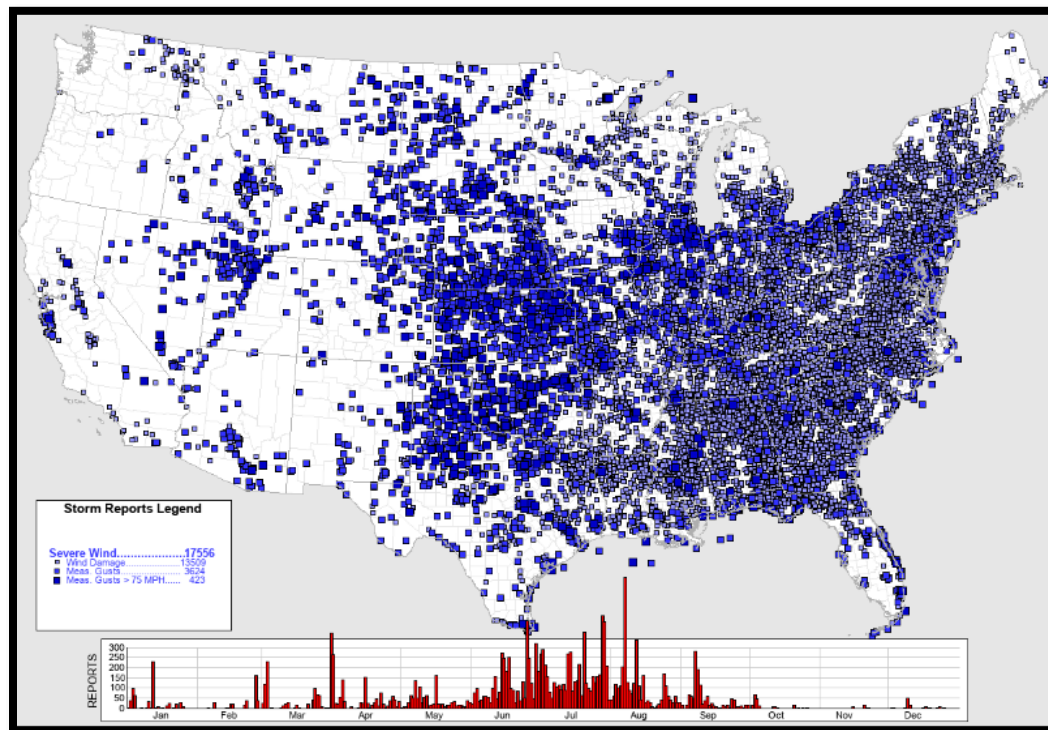 Storm Reports Legend
Severe Wind....................17556
Wind Damage....................13509
Meas. Gusts....................3624
Meas. Gusts > 75 MPH...... 423
REPORTS
300
250
200
150
100
50
0
Jan Feb Mar Apr May Jun Jul Aug Sep Oct Nov Dec